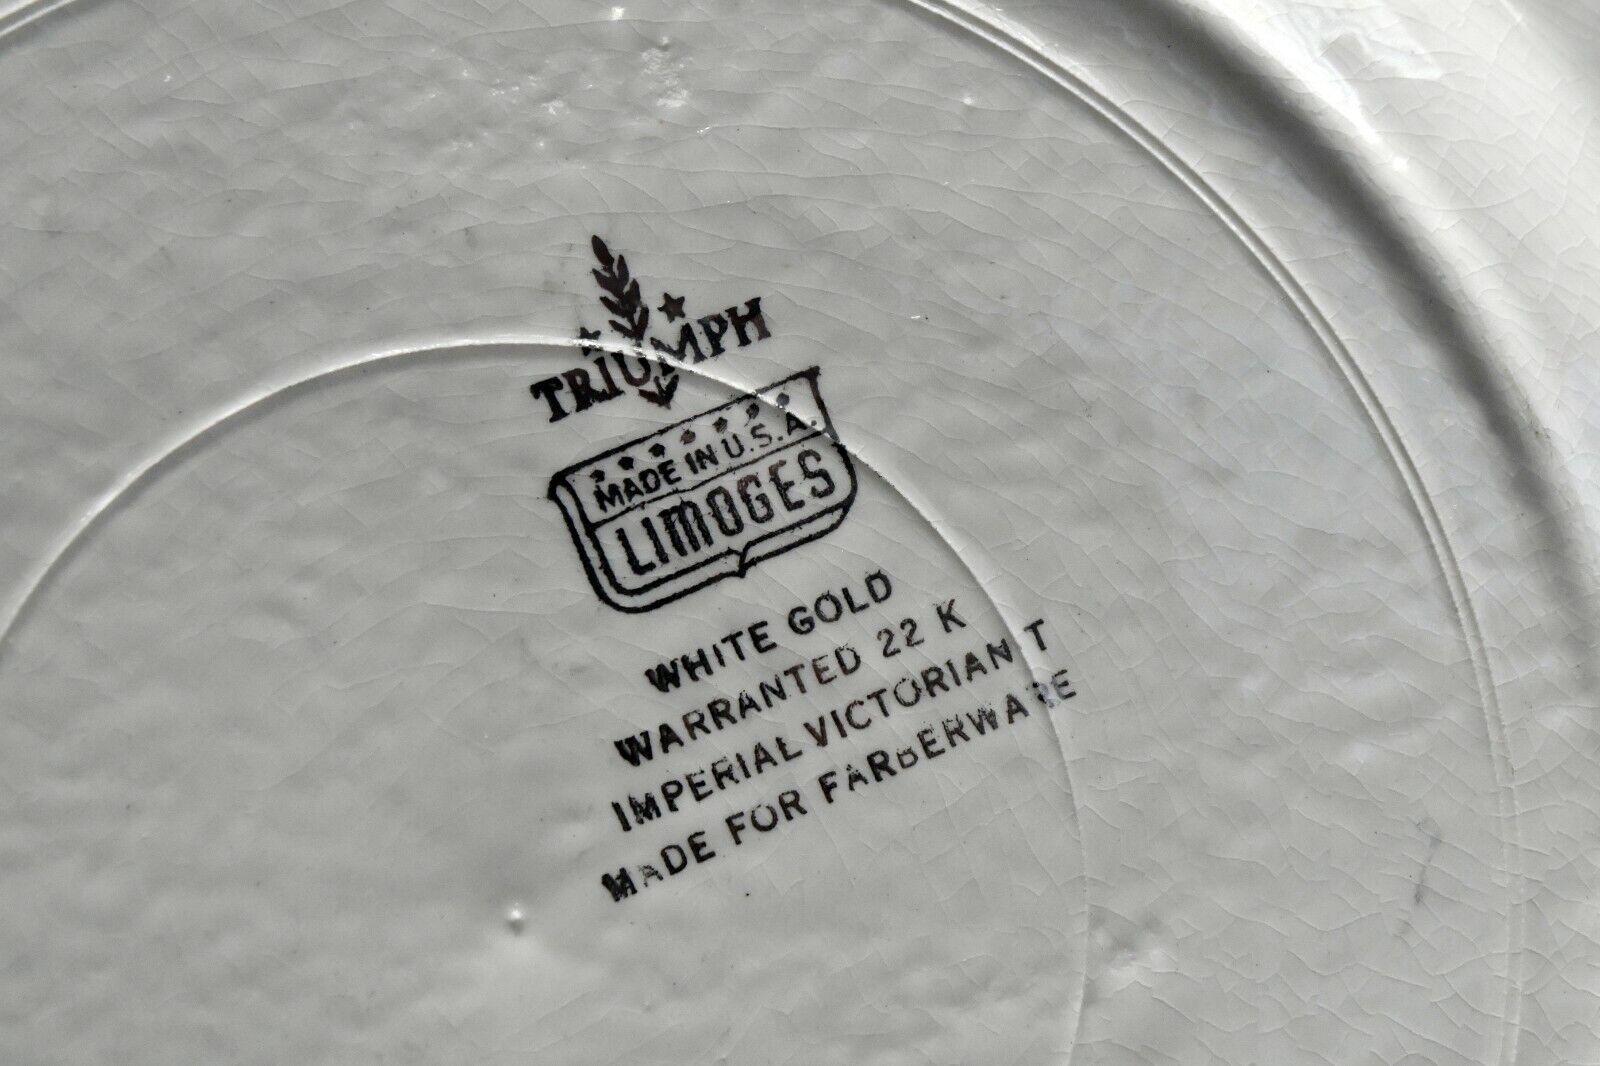 TRIUMPH
MADE IN U.S.A.
LIMOGES
WHITE GOLD
WARRANTED 22 K
IMPERIAL VICTORIAN T
MADE FOR FARBERWARE